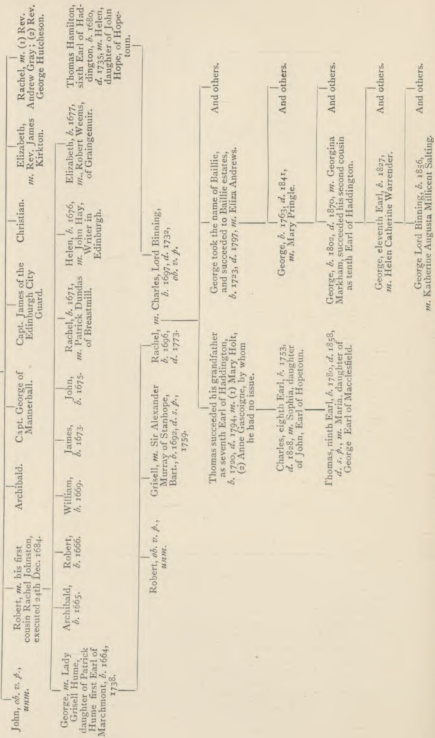 John, ob. v. p.,
unm.
Robert, m. his first
cousin Rachel Johnston,
executed 24th Dec. 1684.
Archibald.
Capt. George of
Mannerhall.
Capt. James of the
Edinburgh City
Guard.
Christian.
Elizabeth,
m. Rev. James
Kirkton.
Rachel, m. (1) Rev.
Andrew Gray; (2) Rev.
George Hutcheson.
George, m. Lady
Grisell Hume,
daughter of Patrick
Hume first Earl of
Marchmont, b. 1664,
1738.
Archibald,
b. 1665.
Robert,
b. 1666.
William,
b. 1669.
James,
b. 1673.
John,
b. 1675.
Rachel, b. 1671,
m. Patrick Dundas
of Breastmill.
Helen, b. 1676,
m. John Hay,
Writer in
Edinburgh.
Elizabeth, b. 1677,
m. Robert Weems,
of Graingemuir.
Thomas Hamilton,
sixth Earl of Had-
dington, b. 1680,
d. 1735, m. Helen,
daughter of John
Hope, of Hope-
toun.
Robert, ob. v. p.,
unm.
Grisell, m. Sir Alexander
Murray of Stanhope,
Bart., b. 1692, d. s. p.,
1759.
Rachel,
b. 1696,
d. 1773.
m. Charles, Lord Binning,
b. 1697, d. 1732,
ob. v. p.
Thomas succeeded his grandfather
as seventh Earl of Haddington,
b. 1720, d. 1794, m. (1) Mary Holt,
(2) Anne Gascoigne, by whom
he had no issue.
George took the name of Baillie,
and succeeded to Baillie estates,
b. 1723, d. 1797, m. Eliza Andrews.
And others.
Charles, eighth Earl, b. 1753,
d. 1828, m. Sophia, daughter
of John, Earl of Hopetoun.
George, b. 1763, d. 1841,
m. Mary Pringle.
And others.
Thomas, ninth Earl, b. 1780, d. 1858,
d. s. p., m. Maria, daughter of
George Earl of Macclesfield.
George, b. 1802, d. 1870, m. Georgina
Markham, succeeded his second cousin
as tenth Earl of Haddington.
And others.
George, eleventh Earl, b. 1827,
m. Helen Catherine Warrender.
And others.
George Lord Binning, b. 1856,
m. Katherine Augusta Millicent Salting.
And others.